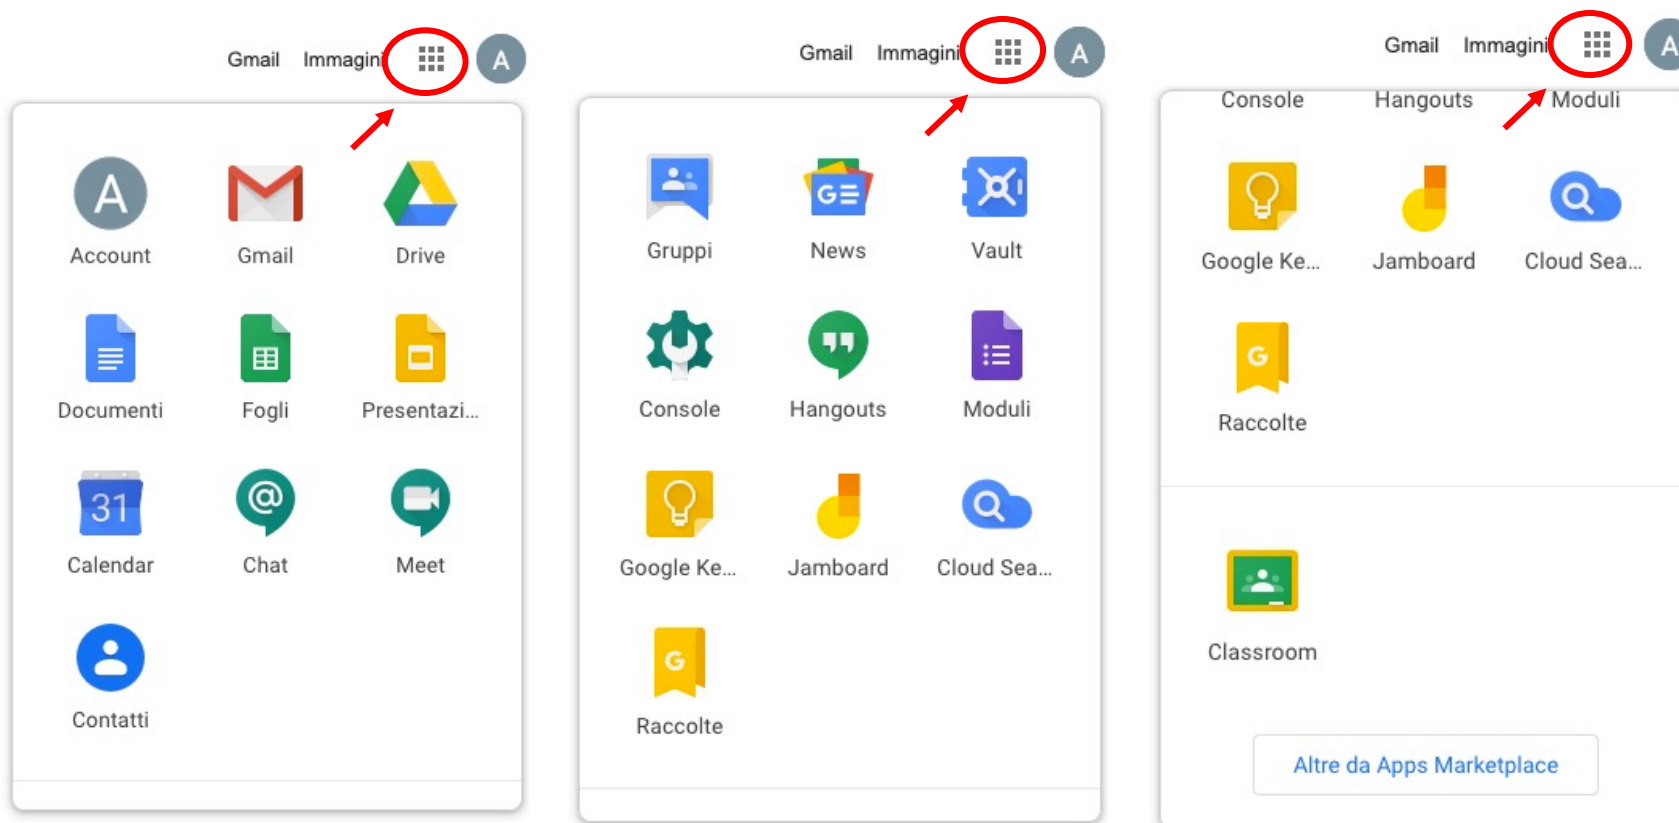 Gmail Immagini A
A
Account Gmail Drive
Documenti Fogli Presentazi...
31
Calendar Chat Meet
Contatti
Gmail Immagini A
G
Gruppi News Vault
Console Hangouts Moduli
Google Ke... Jamboard Cloud Sea...
G
Raccolte
Gmail Immagini A
Console Hangouts Moduli
Google Ke... Jamboard Cloud Sea...
G
Raccolte
Classroom
Altre da Apps Marketplace